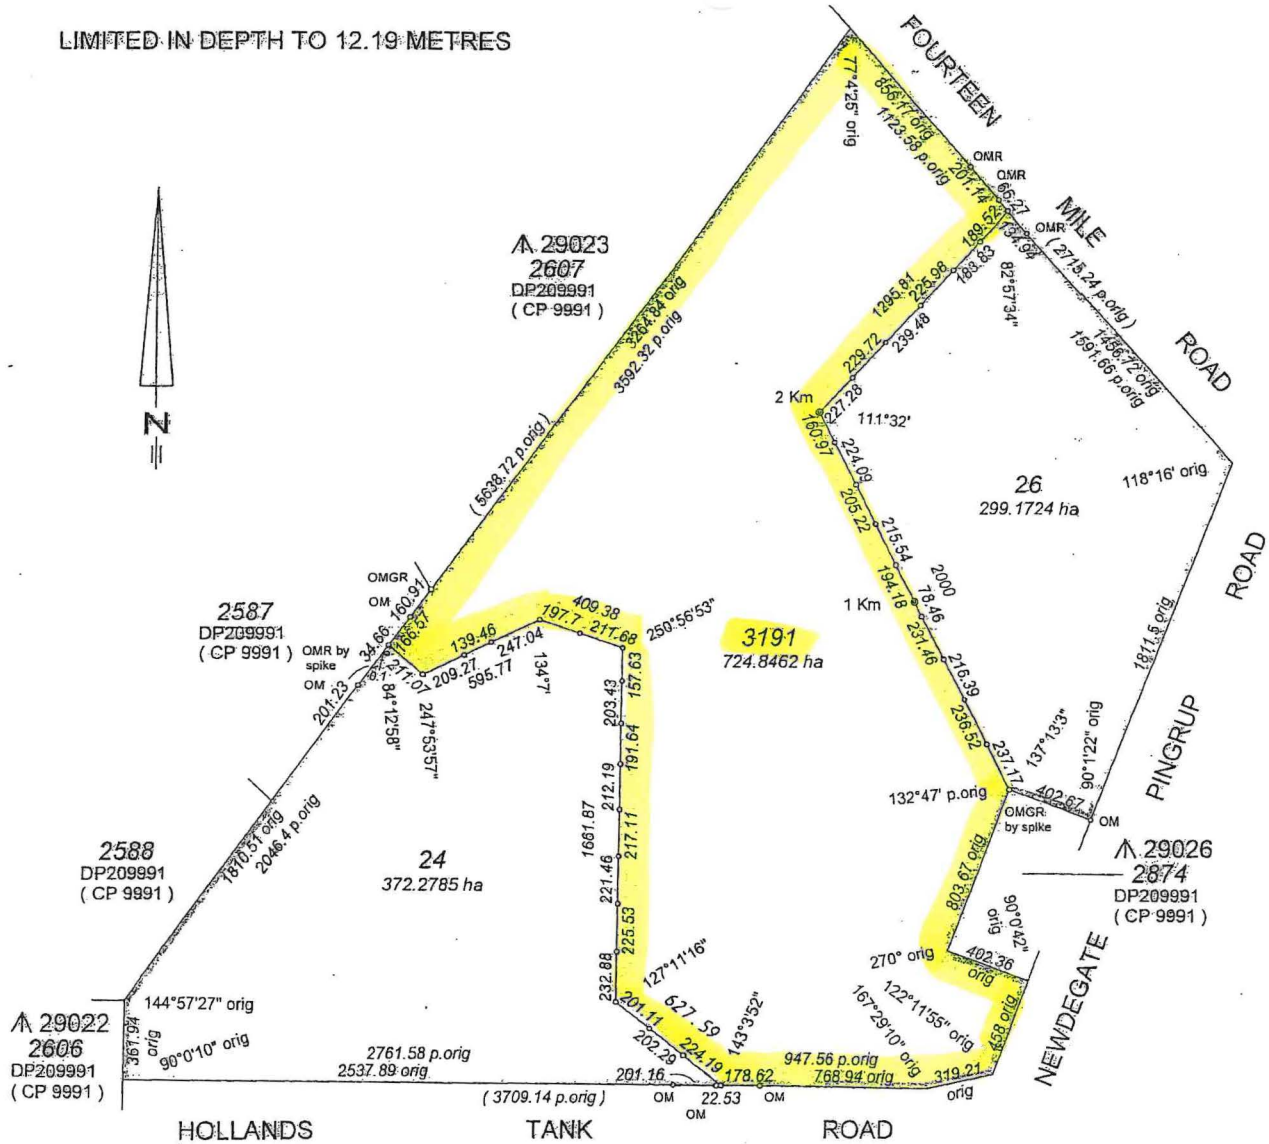 LIMITED IN DEPTH TO 12.19 METRES
FOURTEEN
MILE
ROAD
77°4'25" orig
856.17 orig
1123.58 p.orig
OMR
201.14
OMR
66.27
OMR
134.94
( 2715.24 p.orig )
1456.72 orig
1591.66 p.orig
189.52
183.83
82°57'34"
225.98
1295.81
239.48
229.72
227.28
2 Km
111°32'
29023
2607
DP209991
( CP 9991 )
3264.84 orig
3592.32 p.orig
( 5638.72 p.orig )
N
160.97
224.09
205.22
215.54
194.18
2000
78.46
1 Km
231.46
216.39
236.52
237.17
26
299.1724 ha
118°16' orig
ROAD
1811.5 orig
PINGRUP
137°13'3"
90°1'22" orig
402.67
OM
OMGR
by spike
132°47' p.orig
OMGR
OM
160.91
166.57
34.66
2587
DP209991
( CP 9991 )
OMR by
spike
OM
6.1
201.23
211.07
84°12'58"
247°53'57"
209.27
139.46
595.77
247.04
134°7'
197.7
409.38
211.68
250°56'53"
157.63
203.43
191.64
212.19
1661.87
217.11
221.46
225.53
232.88
3191
724.8462 ha
29026
2874
DP209991
( CP 9991 )
803.67 orig
90°0'42"
orig
402.36
orig
270° orig
122°11'55" orig
167°29'10" orig
458 orig
NEWDEGATE
2588
DP209991
( CP 9991 )
1810.51 orig
2046.4 p.orig
24
372.2785 ha
127°11'16"
201.11
627.59
202.29
224.19
143°3'52"
144°57'27" orig
29022
2606
DP209991
( CP 9991 )
361.94
orig
90°0'10" orig
2761.58 p.orig
2537.89 orig
201.16
178.62
947.56 p.orig
768.94 orig
319.21
orig
( 3709.14 p.orig )
OM
22.53
OM
OM
HOLLANDS TANK ROAD